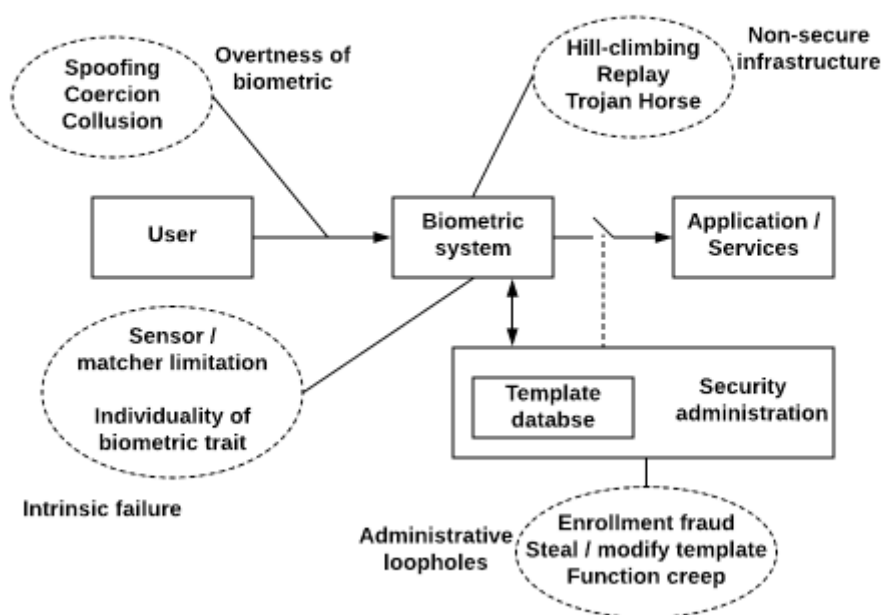 Spoofing
Coercion
Collusion
Overtness of
biometric
Hill-climbing
Replay
Trojan Horse
Non-secure
infrastructure
User
Biometric
system
Application /
Services
Sensor /
matcher limitation
Individuality of
biometric trait
Intrinsic failure
Template
databse
Security
administration
Administrative
loopholes
Enrollment fraud
Steal / modify template
Function creep